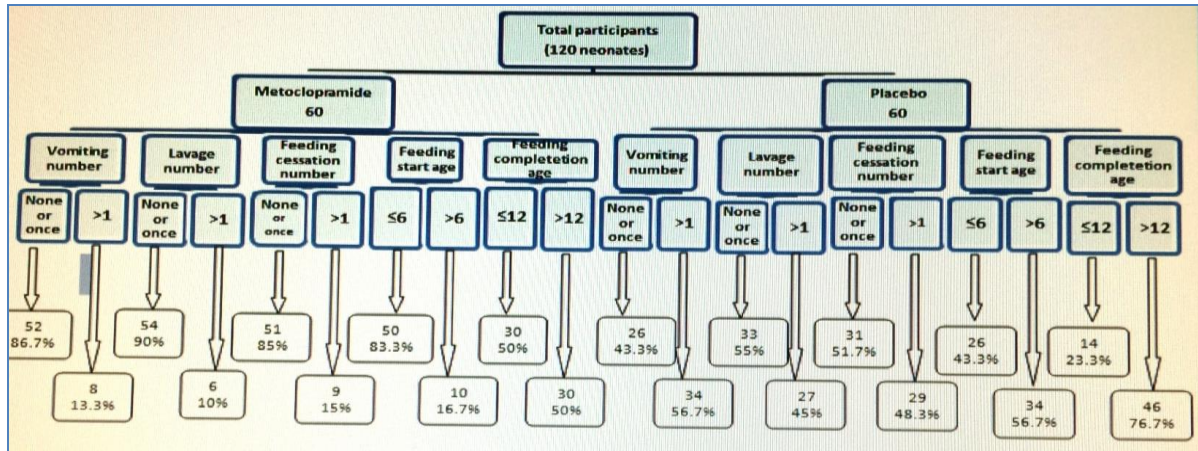 Total participants
(120 neonates)
Metoclopramide
60
Placebo
60
Vomiting
number
Lavage
number
Feeding
cessation
number
Feeding
start age
Feeding
completetion
age
Vomiting
number
Lavage
number
Feeding
cessation
number
Feeding
start age
Feeding
completetion
age
None
or
once
>1
None
or
once
>1
None
or
once
>1
≤6
>6
≤12
>12
None
or
once
>1
None
or
once
>1
None
or
once
>1
≤6
>6
≤12
>12
52
86.7%
54
90%
51
85%
50
83.3%
30
50%
26
43.3%
33
55%
31
51.7%
26
43.3%
14
23.3%
8
13.3%
6
10%
9
15%
10
16.7%
30
50%
34
56.7%
27
45%
29
48.3%
34
56.7%
46
76.7%